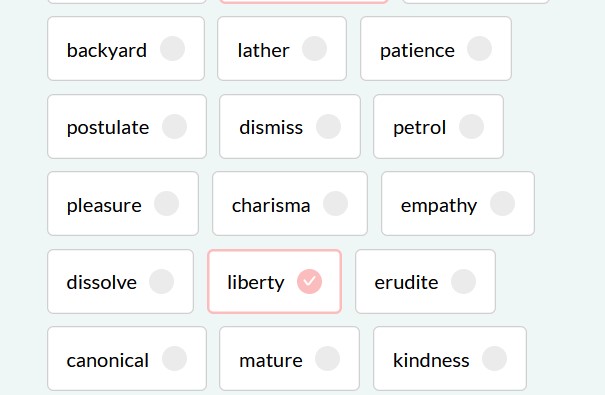 backyard lather patience
postulate dismiss petrol
pleasure charisma empathy
dissolve liberty erudite
canonical mature kindness